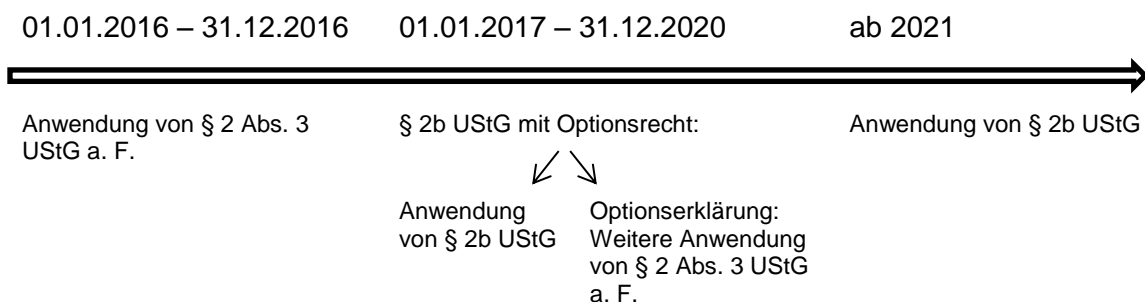 01.01.2016 – 31.12.2016
01.01.2017 – 31.12.2020
ab 2021
Anwendung von § 2 Abs. 3
UStG a. F.
§ 2b UStG mit Optionsrecht:
Anwendung
von § 2b UStG
Optionserklärung:
Weitere Anwendung
von § 2 Abs. 3 UStG
a. F.
Anwendung von § 2b UStG